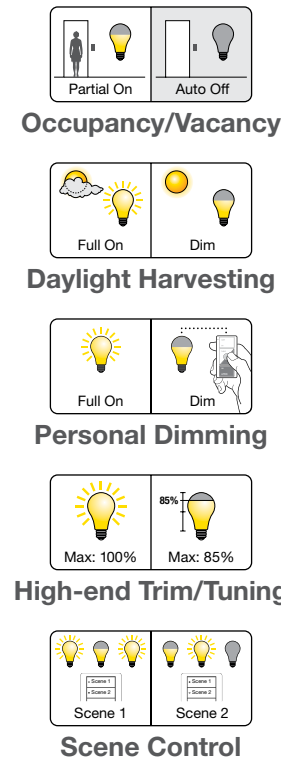 Partial On Auto Off
Occupancy/Vacancy
Full On Dim
Daylight Harvesting
Full On Dim
Personal Dimming
85%
Max: 100% Max: 85%
High-end Trim/Tuning
• Scene 1 • Scene 1
• Scene 2 • Scene 2
Scene 1 Scene 2
Scene Control